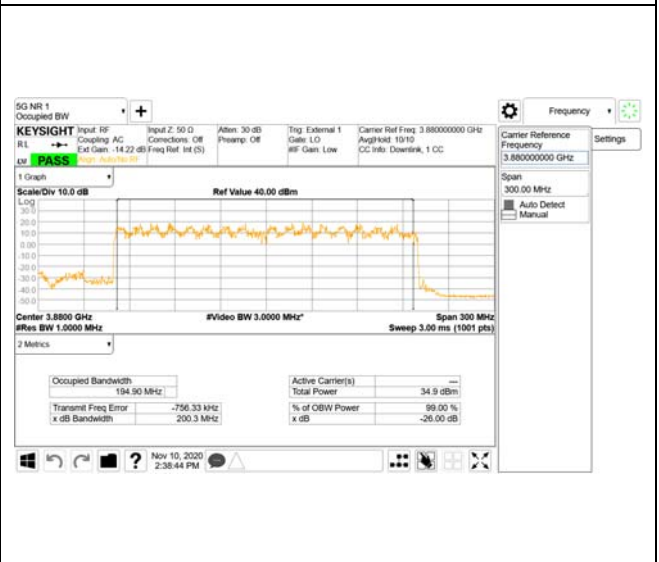 5G NR 1
Occupied BW
+
Frequency
KEYSIGHT Input: RF Input Z: 50 Ω Atten: 30 dB Trig: External 1 Carrier Ref Freq: 3.880000000 GHz
RL Coupling: AC Corrections: Off Preamp: Off Gate: LO Avg|Hold: 10/10
Ext Gain: -14.22 dB Freq Ref: Int (S) #IF Gain: Low CC Info: Downlink, 1 CC
PASS Align: Auto/No RF
Carrier Reference
Frequency
3.880000000 GHz
Settings
Span
300.00 MHz
Auto Detect
Manual
1 Graph
Scale/Div 10.0 dB Ref Value 40.00 dBm
Log
30.0
20.0
10.0
0.00
-10.0
-20.0
-30.0
-40.0
-50.0
Center 3.8800 GHz #Video BW 3.0000 MHz* Span 300 MHz
#Res BW 1.0000 MHz Sweep 3.00 ms (1001 pts)
2 Metrics
Occupied Bandwidth Active Carrier(s) ---
194.90 MHz Total Power 34.9 dBm
Transmit Freq Error -756.33 kHz % of OBW Power 99.00 %
x dB Bandwidth 200.3 MHz x dB -26.00 dB
? Nov 10, 2020
2:38:44 PM